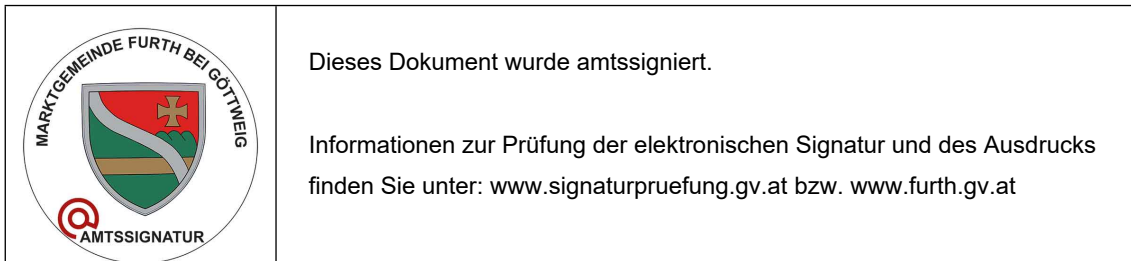 MARKTGEMEINDE FURTH BEI GÖTTWEIG
@
AMTSSIGNATUR
Dieses Dokument wurde amtssigniert.
Informationen zur Prüfung der elektronischen Signatur und des Ausdrucks
finden Sie unter: www.signaturpruefung.gv.at bzw. www.furth.gv.at